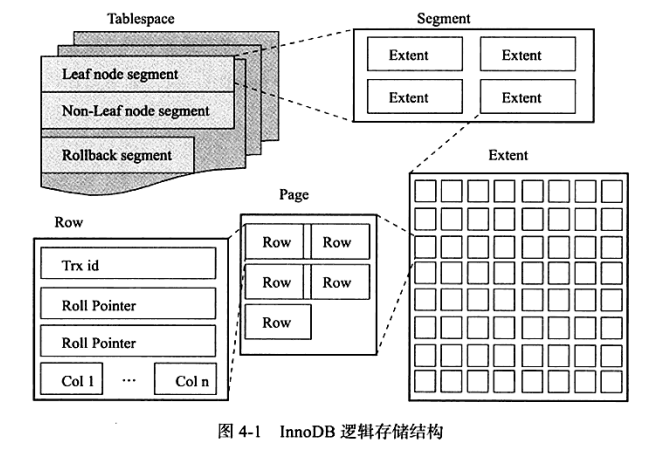 Tablespace
Leaf node segment
Non-Leaf node segment
Rollback segment
Segment
Extent Extent
Extent Extent
Extent
Page
Row Row
Row Row
Row
Row
Trx id
Roll Pointer
Roll Pointer
Col 1 ... Col n
图 4-1 InnoDB 逻辑存储结构